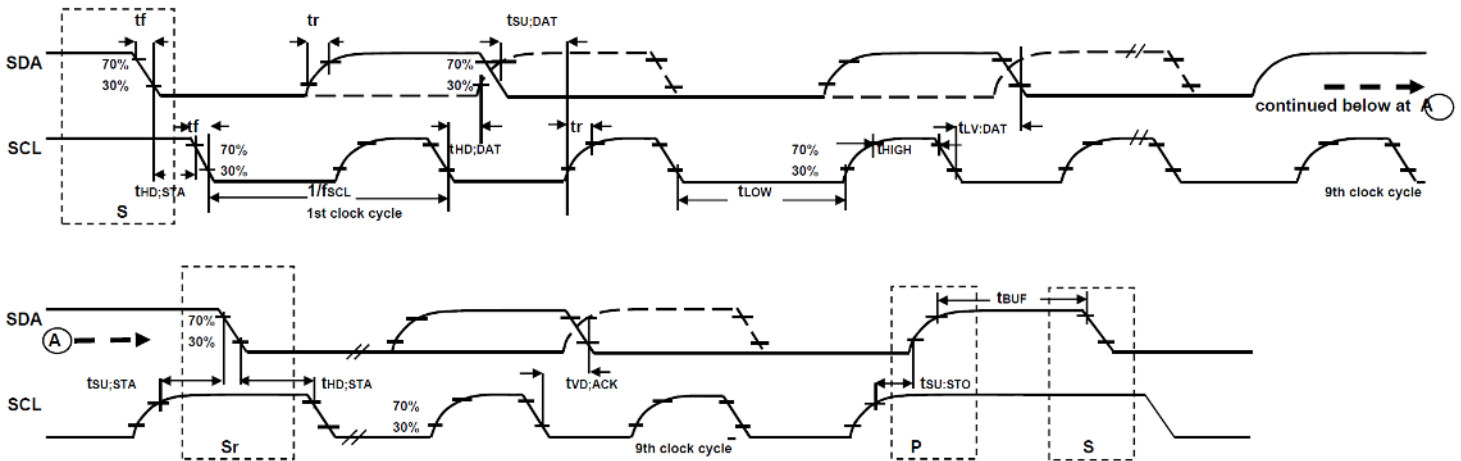 tf tr tSU;DAT
SDA 70% 70%
30% 30%
continued below at A
tf tr tLV:DAT
SCL 70% tHD;DAT 70% tHIGH
30% 30%
tHD;STA 1/fSCL tLOW
S 1st clock cycle 9th clock cycle
tBUF
SDA 70%
A 30%
tSU;STA tHD;STA tVD;ACK tSU:STO
SCL 70%
30%
Sr 9th clock cycle P S